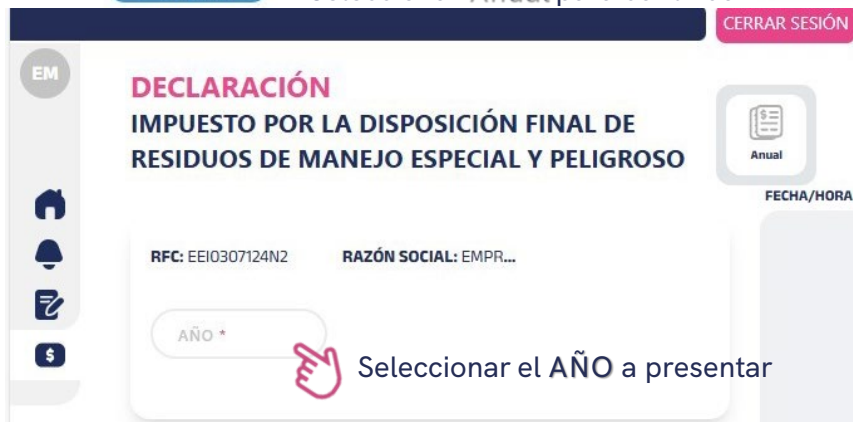 CERRAR SESIÓN
EM
DECLARACIÓN
IMPUESTO POR LA DISPOSICIÓN FINAL DE
RESIDUOS DE MANEJO ESPECIAL Y PELIGROSO
Anual
FECHA/HORA
RFC: EEI0307124N2 RAZÓN SOCIAL: EMPR...
AÑO *
Seleccionar el AÑO a presentar